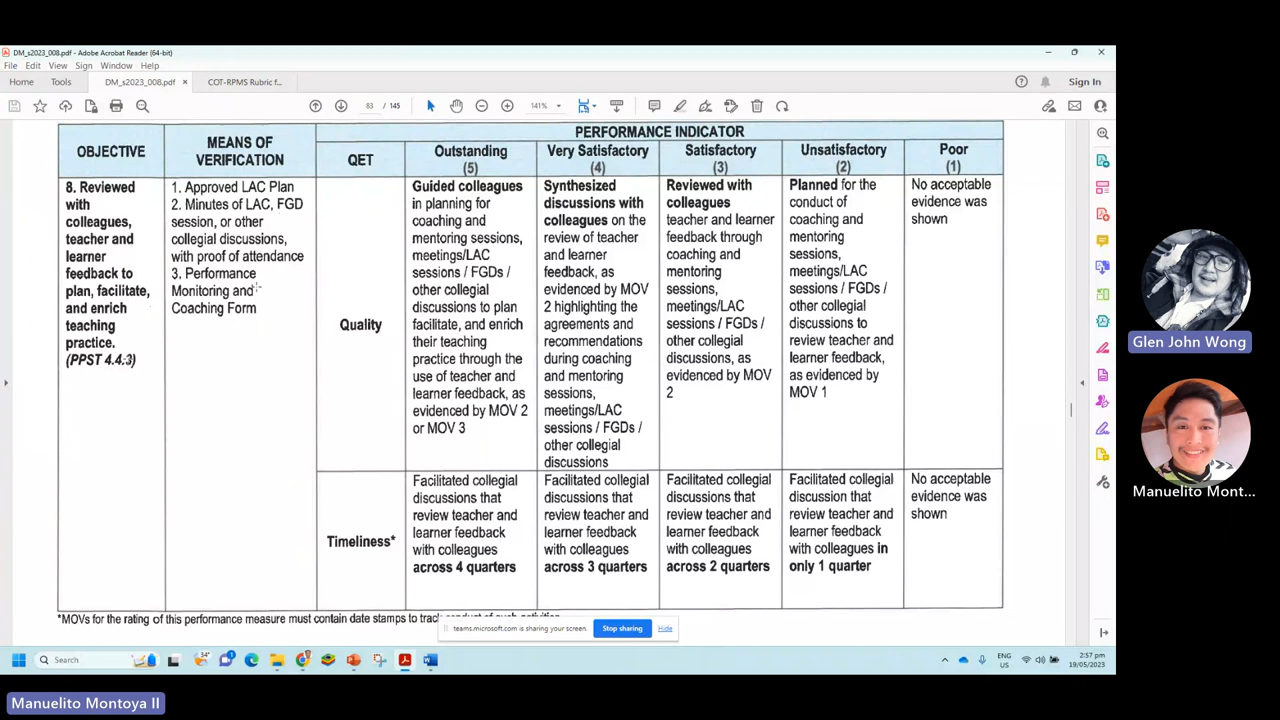 DM_s2023_008.pdf - Adobe Acrobat Reader (64-bit)
File Edit View Sign Window Help
Home Tools DM_s2023_008.pdf × COT-RPMS Rubric f... Sign In
83 / 145 141%
OBJECTIVE
MEANS OF
VERIFICATION
PERFORMANCE INDICATOR
QET
Outstanding
(5)
Very Satisfactory
(4)
Satisfactory
(3)
Unsatisfactory
(2)
Poor
(1)
8. Reviewed
with
colleagues,
teacher and
learner
feedback to
plan, facilitate,
and enrich
teaching
practice.
(PPST 4.4.3)
1. Approved LAC Plan
2. Minutes of LAC, FGD
session, or other
collegial discussions,
with proof of attendance
3. Performance
Monitoring and
Coaching Form
Quality
Guided colleagues
in planning for
coaching and
mentoring sessions,
meetings/LAC
sessions / FGDs /
other collegial
discussions to plan
facilitate, and enrich
their teaching
practice through the
use of teacher and
learner feedback, as
evidenced by MOV 2
or MOV 3
Synthesized
discussions with
colleagues on the
review of teacher
and learner
feedback, as
evidenced by MOV
2 highlighting the
agreements and
recommendations
during coaching
and mentoring
sessions,
meetings/LAC
sessions / FGDs /
other collegial
discussions
Reviewed with
colleagues
teacher and learner
feedback through
coaching and
mentoring
sessions,
meetings/LAC
sessions / FGDs /
other collegial
discussions, as
evidenced by MOV
2
Planned for the
conduct of
coaching and
mentoring
sessions,
meetings/LAC
sessions / FGDs /
other collegial
discussions to
review teacher and
learner feedback,
as evidenced by
MOV 1
No acceptable
evidence was
shown
Timeliness*
Facilitated collegial
discussions that
review teacher and
learner feedback
with colleagues
across 4 quarters
Facilitated collegial
discussions that
review teacher and
learner feedback
with colleagues
across 3 quarters
Facilitated collegial
discussions that
review teacher and
learner feedback
with colleagues
across 2 quarters
Facilitated collegial
discussion that
review teacher and
learner feedback
with colleagues in
only 1 quarter
No acceptable
evidence was
shown
*MOVs for the rating of this performance measure must contain date stamps to track
teams.microsoft.com is sharing your screen. Stop sharing Hide
Search 34° ENG
US
2:57 pm
19/05/2023
Glen John Wong
Manuelito Mont...
Manuelito Montoya II